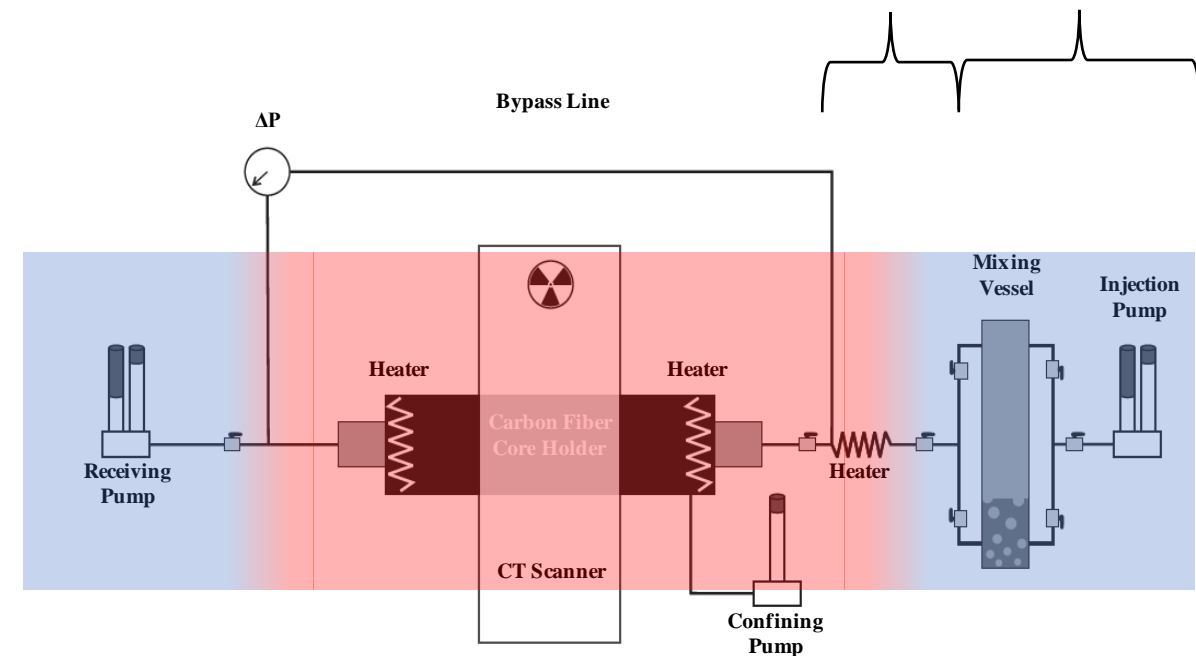 Bypass Line
ΔP
Mixing
Vessel
Injection
Pump
Heater
Heater
Carbon Fiber
Core Holder
Receiving
Pump
Heater
CT Scanner
Confining
Pump